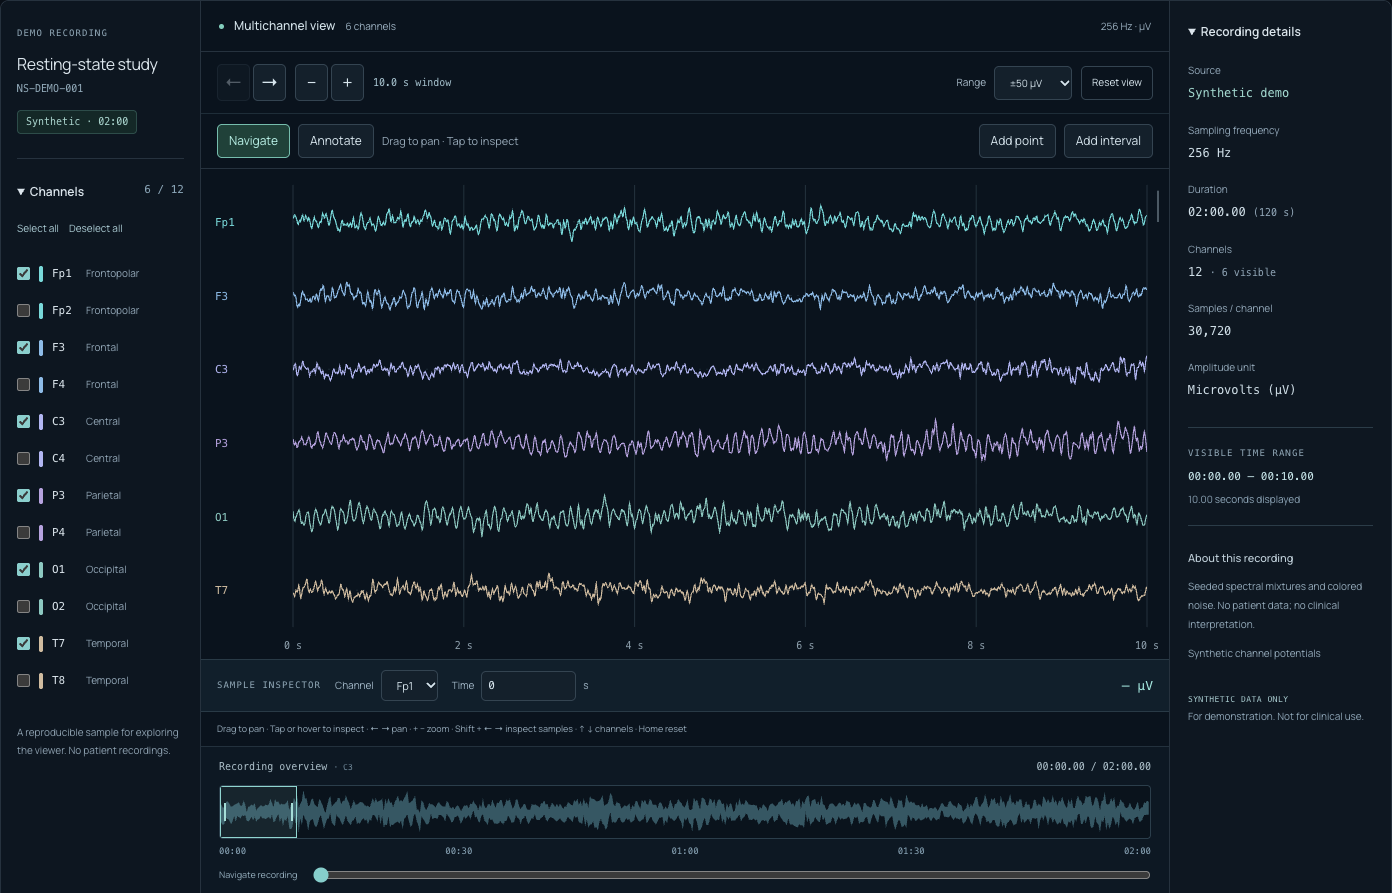 DEMO RECORDING
Resting-state study
NS-DEMO-001
Synthetic · 02:00
▼ Channels 6 / 12
Select all Deselect all
Fp1 Frontopolar
Fp2 Frontopolar
F3 Frontal
F4 Frontal
C3 Central
C4 Central
P3 Parietal
P4 Parietal
O1 Occipital
O2 Occipital
T7 Temporal
T8 Temporal
A reproducible sample for exploring
the viewer. No patient recordings.
Multichannel view 6 channels 256 Hz · µV
← → − + 10.0 s window Range ±50 µV Reset view
Navigate Annotate Drag to pan · Tap to inspect Add point Add interval
Fp1
F3
C3
P3
O1
T7
0 s 2 s 4 s 6 s 8 s 10 s
SAMPLE INSPECTOR Channel Fp1 Time 0 s — µV
Drag to pan · Tap or hover to inspect · ← → pan · + − zoom · Shift + ← → inspect samples · ↑ ↓ channels · Home reset
Recording overview · C3 00:00.00 / 02:00.00
00:00 00:30 01:00 01:30 02:00
Navigate recording
▼ Recording details
Source
Synthetic demo
Sampling frequency
256 Hz
Duration
02:00.00 (120 s)
Channels
12 · 6 visible
Samples / channel
30,720
Amplitude unit
Microvolts (µV)
VISIBLE TIME RANGE
00:00.00 — 00:10.00
10.00 seconds displayed
About this recording
Seeded spectral mixtures and colored
noise. No patient data; no clinical
interpretation.
Synthetic channel potentials
SYNTHETIC DATA ONLY
For demonstration. Not for clinical use.